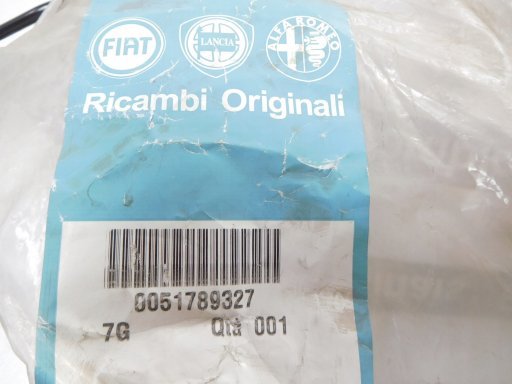 FIAT LANCIA ALFA ROMEO
Ricambi Originali
0051789327
7G Qtà 001